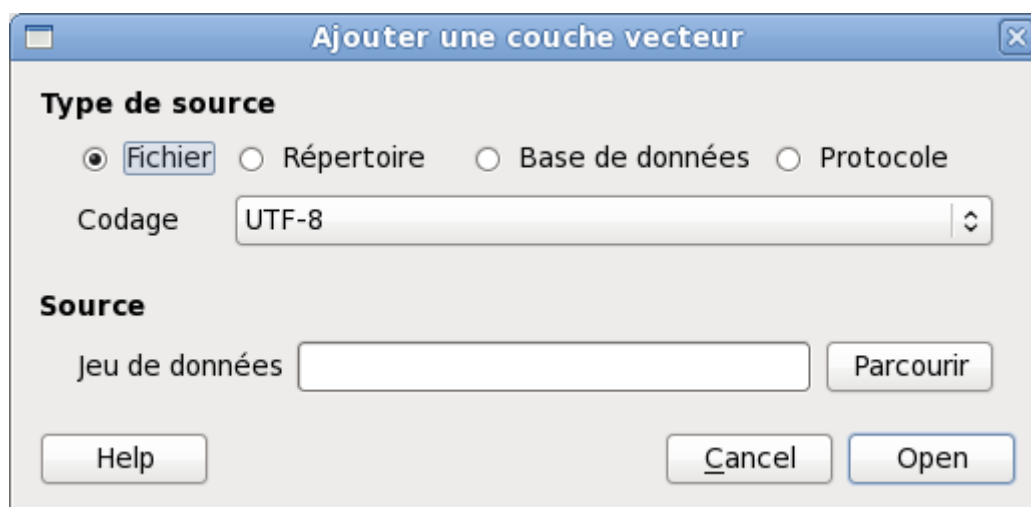 Ajouter une couche vecteur
Type de source
Fichier Répertoire Base de données Protocole
Codage UTF-8
Source
Jeu de données Parcourir
Help Cancel Open